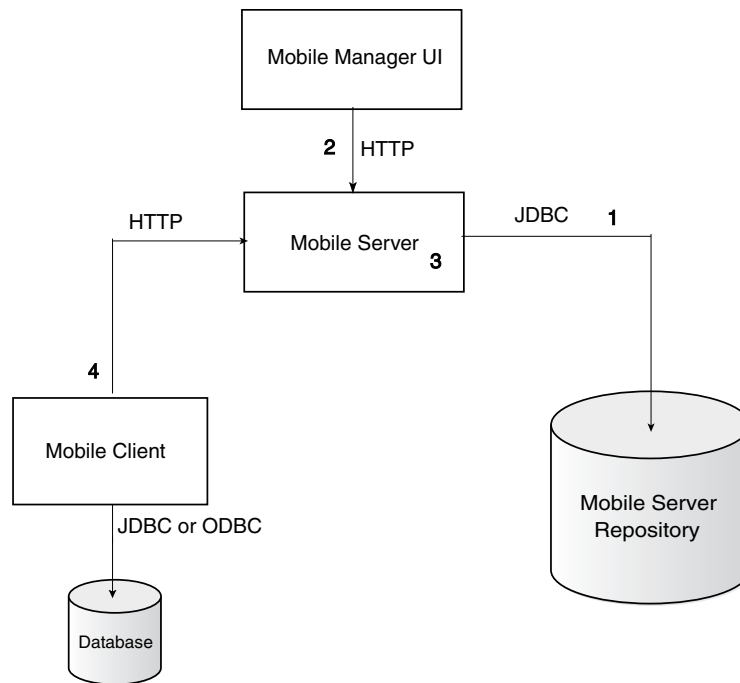 Mobile Manager UI
2 HTTP
HTTP
JDBC 1
Mobile Server
3
4
Mobile Client
JDBC or ODBC
Mobile Server
Repository
Database